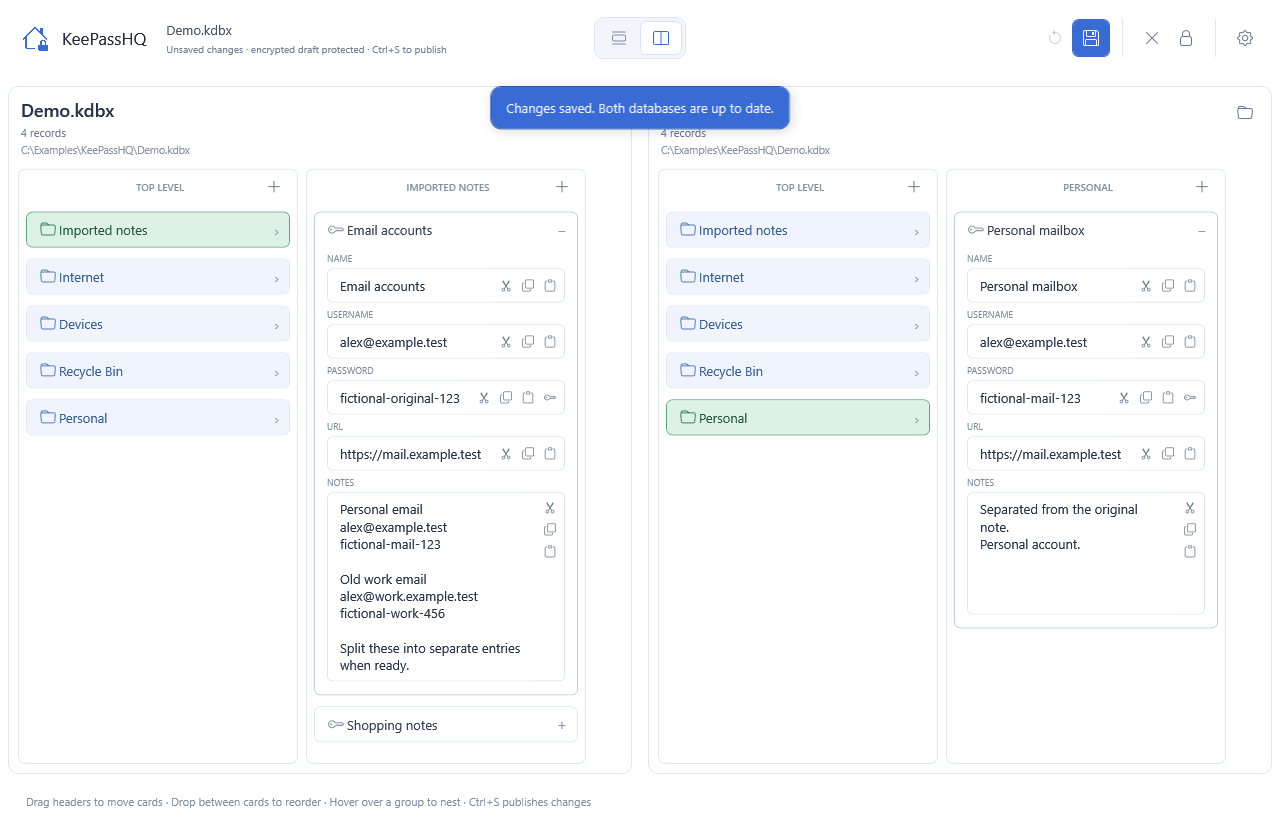 KeePassHQ
Demo.kdbx
Unsaved changes · encrypted draft protected · Ctrl+S to publish
Changes saved. Both databases are up to date.
Demo.kdbx
4 records
C:\Examples\KeePassHQ\Demo.kdbx
TOP LEVEL
Imported notes
Internet
Devices
Recycle Bin
Personal
IMPORTED NOTES
Email accounts
NAME
Email accounts
USERNAME
alex@example.test
PASSWORD
fictional-original-123
URL
https://mail.example.test
NOTES
Personal email
alex@example.test
fictional-mail-123
Old work email
alex@work.example.test
fictional-work-456
Split these into separate entries
when ready.
Shopping notes
4 records
C:\Examples\KeePassHQ\Demo.kdbx
TOP LEVEL
Imported notes
Internet
Devices
Recycle Bin
Personal
PERSONAL
Personal mailbox
NAME
Personal mailbox
USERNAME
alex@example.test
PASSWORD
fictional-mail-123
URL
https://mail.example.test
NOTES
Separated from the original
note.
Personal account.
Drag headers to move cards · Drop between cards to reorder · Hover over a group to nest · Ctrl+S publishes changes